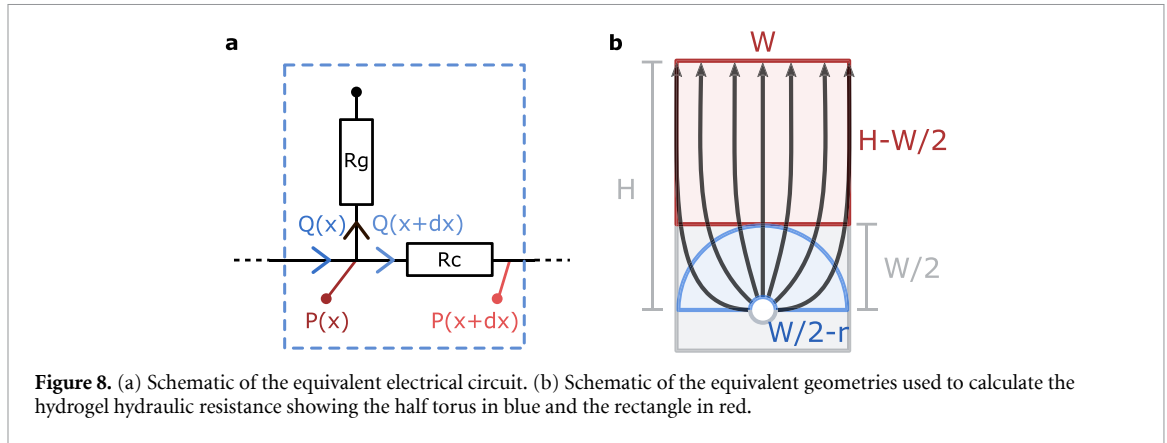 a
b
W
Rg
H-W/2
H
Q(x)
Q(x+dx)
Rc
W/2
P(x)
P(x+dx)
W/2-r
Figure 8. (a) Schematic of the equivalent electrical circuit. (b) Schematic of the equivalent geometries used to calculate the
hydrogel hydraulic resistance showing the half torus in blue and the rectangle in red.